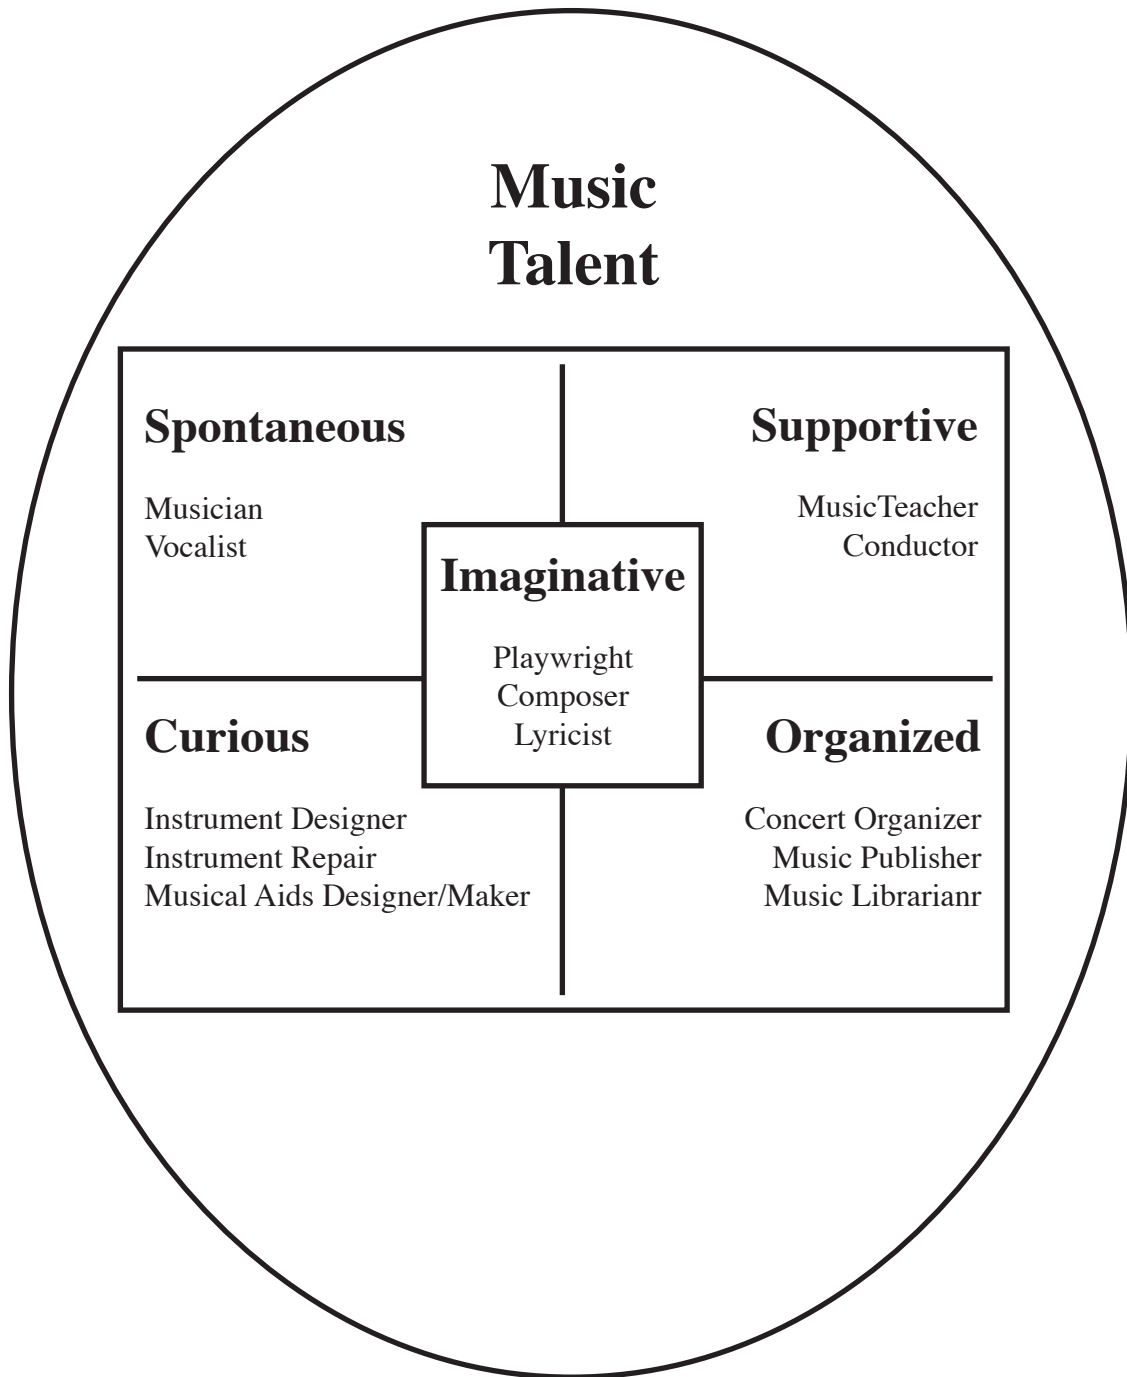 Music
Talent
Spontaneous
Musician
Vocalist
Supportive
MusicTeacher
Conductor
Imaginative
Playwright
Composer
Lyricist
Curious
Instrument Designer
Instrument Repair
Musical Aids Designer/Maker
Organized
Concert Organizer
Music Publisher
Music Librarianr